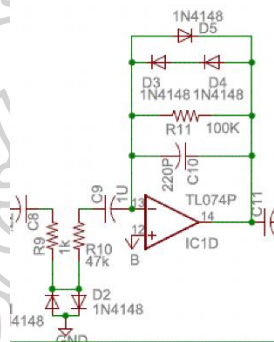 1N4148
D5
D3 D4
1N4148 1N4148
R11 100K
220P
C10
C8
C9
1U
13
TL074P
14
12
IC1D
C11
B
R9
1k
R10
47k
D2
1N4148
4148
GND